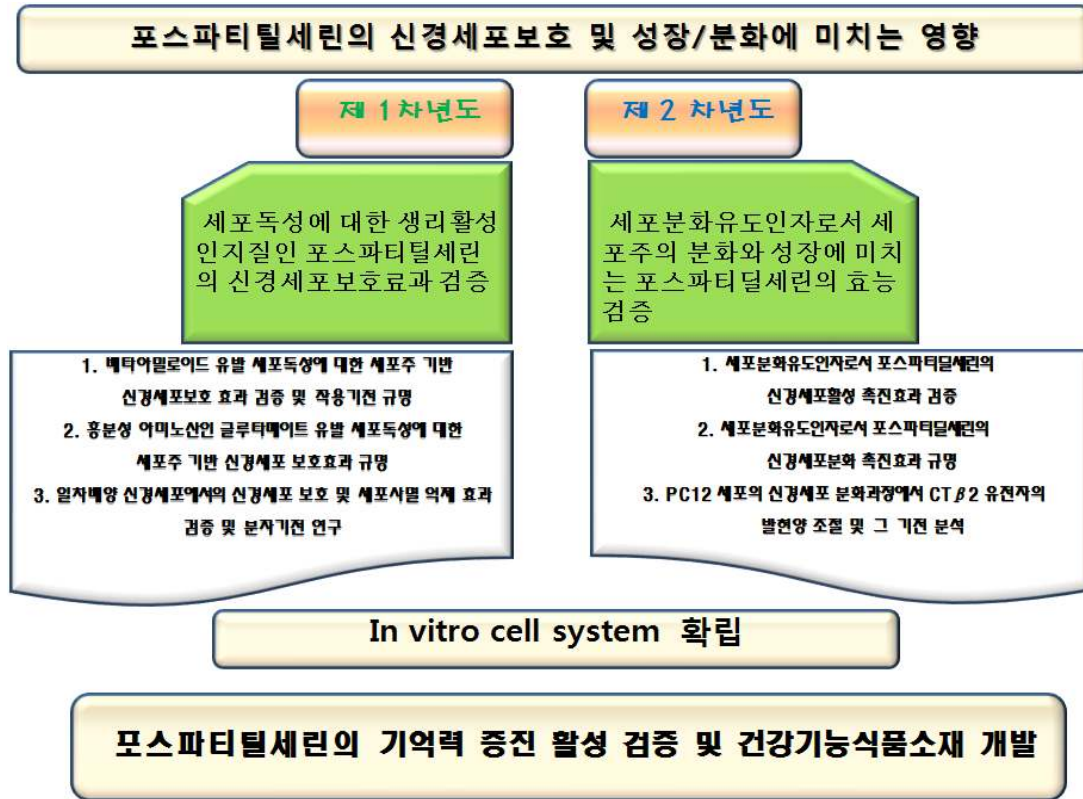 포스파티틸세린의 신경세포보호 및 성장/분화에 미치는 영향
제 1 차년도
제 2 차년도
세포독성에 대한 생리활성
인지질인 포스파티틸세린
의 신경세포보호료과 검증
세포분화유도인자로서 세
포주의 분화와 성장에 미치
는 포스파티딜세린의 효능
검증
1. 베타아밀로이드 유발 세포독성에 대한 세포주 기반
신경세포보호 효과 검증 및 작용기전 규명
2. 흥분성 아미노산인 글루타메이트 유발 세포독성에 대한
세포주 기반 신경세포 보호효과 규명
3. 일차배양 신경세포에서의 신경세포 보호 및 세포사멸 억제 효과
검증 및 분자기전 연구
1. 세포분화유도인자로서 포스파티딜세린의
신경세포활성 촉진효과 검증
2. 세포분화유도인자로서 포스파티딜세린의
신경세포분화 촉진효과 규명
3. PC12 세포의 신경세포 분화과정에서 CTβ2 유전자의
발현양 조절 및 그 기전 분석
In vitro cell system 확립
포스파티틸세린의 기억력 증진 활성 검증 및 건강기능식품소재 개발